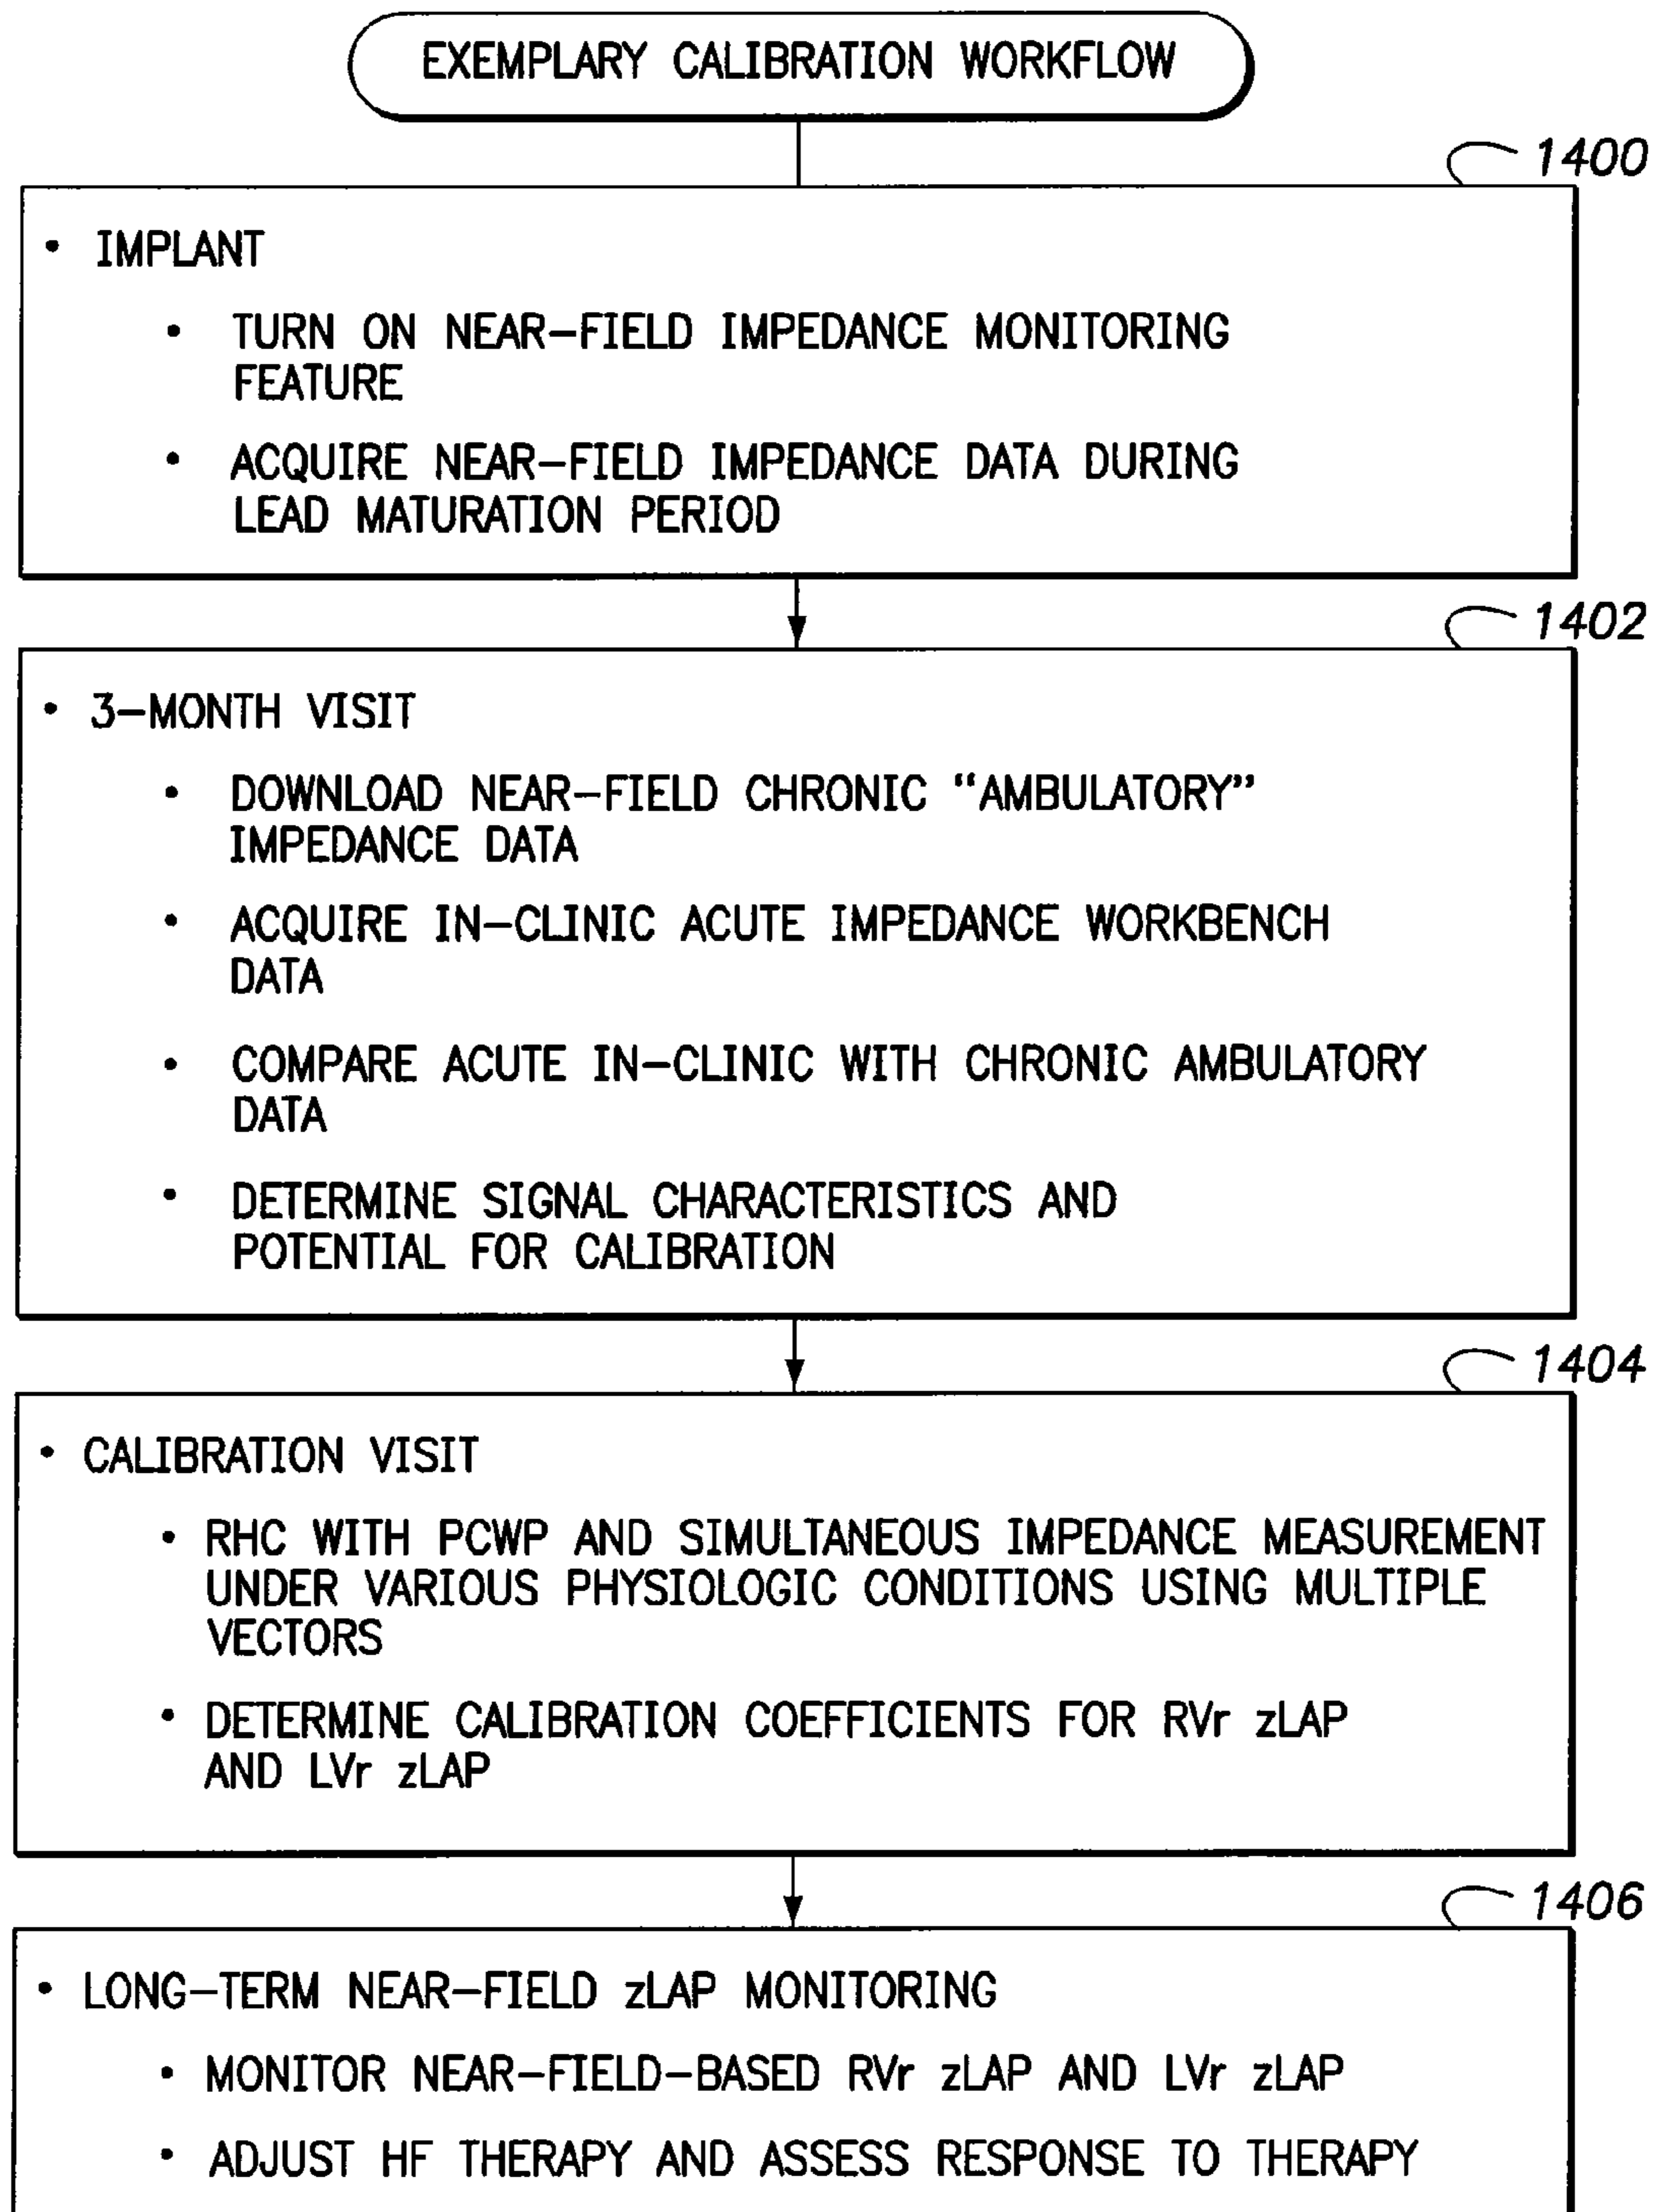 EXEMPLARY CALIBRATION WORKFLOW
1400
• IMPLANT
• TURN ON NEAR-FIELD IMPEDANCE MONITORING
FEATURE
• ACQUIRE NEAR-FIELD IMPEDANCE DATA DURING
LEAD MATURATION PERIOD
1402
• 3-MONTH VISIT
• DOWNLOAD NEAR-FIELD CHRONIC "AMBULATORY"
IMPEDANCE DATA
• ACQUIRE IN-CLINIC ACUTE IMPEDANCE WORKBENCH
DATA
• COMPARE ACUTE IN-CLINIC WITH CHRONIC AMBULATORY
DATA
• DETERMINE SIGNAL CHARACTERISTICS AND
POTENTIAL FOR CALIBRATION
1404
• CALIBRATION VISIT
• RHC WITH PCWP AND SIMULTANEOUS IMPEDANCE MEASUREMENT
UNDER VARIOUS PHYSIOLOGIC CONDITIONS USING MULTIPLE
VECTORS
• DETERMINE CALIBRATION COEFFICIENTS FOR RVr zLAP
AND LVr zLAP
1406
• LONG-TERM NEAR-FIELD zLAP MONITORING
• MONITOR NEAR-FIELD-BASED RVr zLAP AND LVr zLAP
• ADJUST HF THERAPY AND ASSESS RESPONSE TO THERAPY